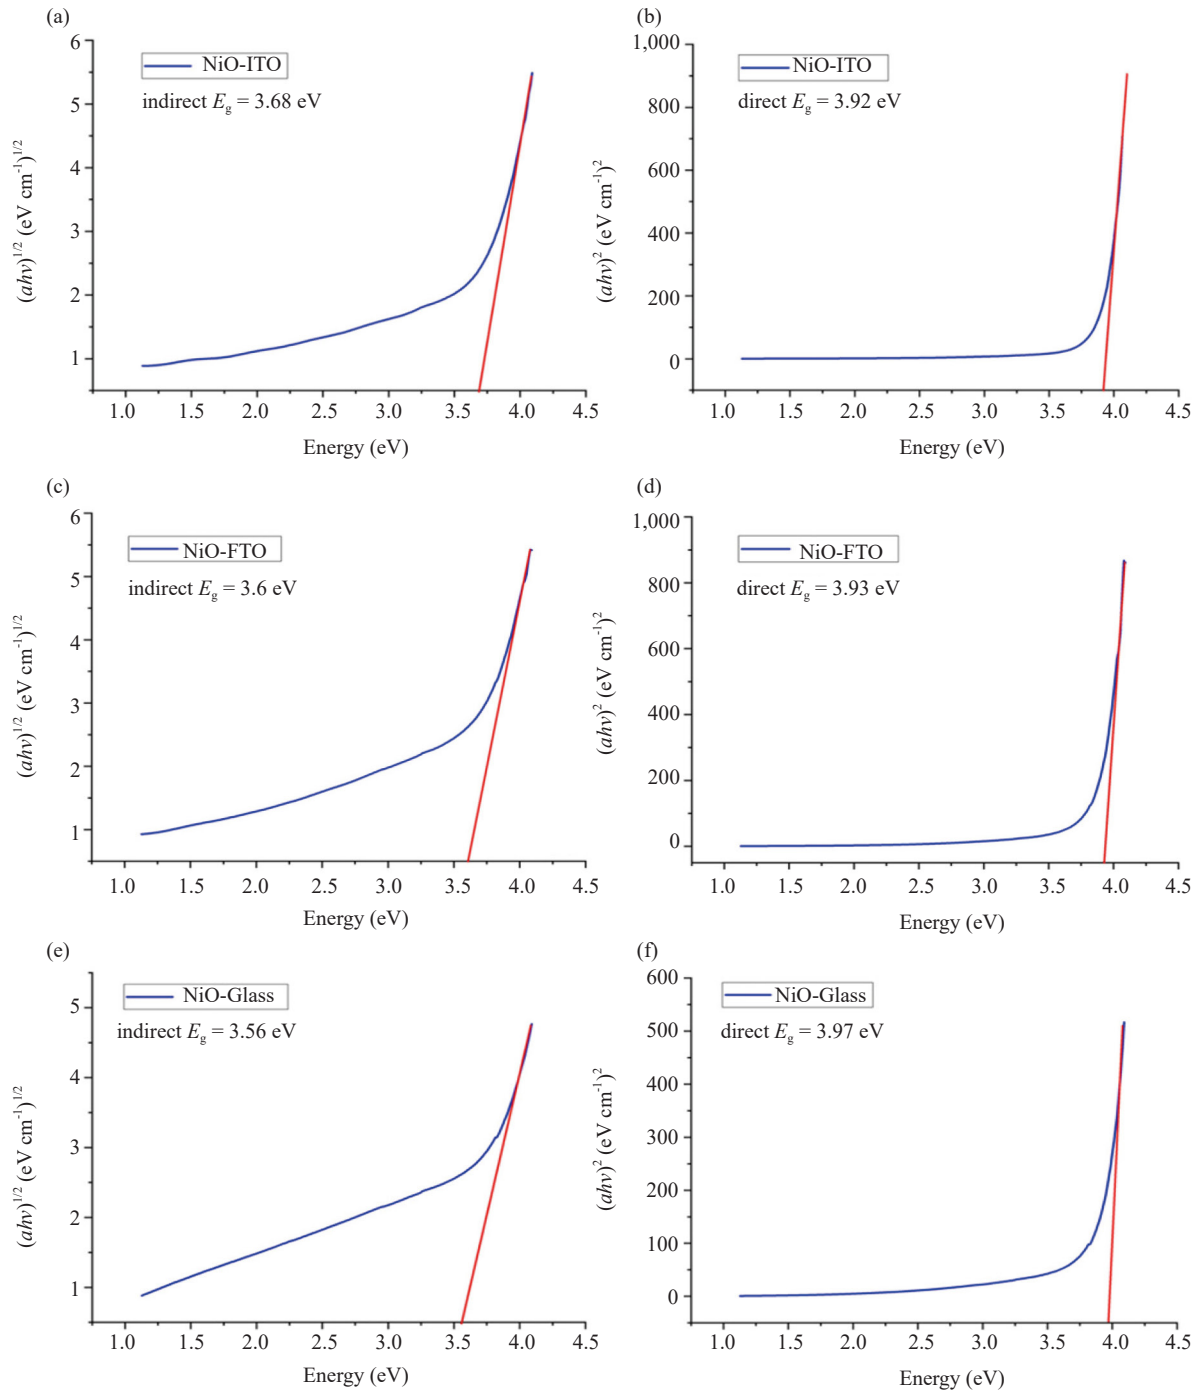 (a)
6
5
4
3
2
1
(ahv)1/2 (eV cm-1)1/2
NiO-ITO
indirect Eg = 3.68 eV
1.0 1.5 2.0 2.5 3.0 3.5 4.0 4.5
Energy (eV)
(b)
1,000
800
600
400
200
0
(ahv)2 (eV cm-1)2
NiO-ITO
direct Eg = 3.92 eV
1.0 1.5 2.0 2.5 3.0 3.5 4.0 4.5
Energy (eV)
(c)
6
5
4
3
2
1
(ahv)1/2 (eV cm-1)1/2
NiO-FTO
indirect Eg = 3.6 eV
1.0 1.5 2.0 2.5 3.0 3.5 4.0 4.5
Energy (eV)
(d)
1,000
800
600
400
200
0
(ahv)2 (eV cm-1)2
NiO-FTO
direct Eg = 3.93 eV
1.0 1.5 2.0 2.5 3.0 3.5 4.0 4.5
Energy (eV)
(e)
5
4
3
2
1
(ahv)1/2 (eV cm-1)1/2
NiO-Glass
indirect Eg = 3.56 eV
1.0 1.5 2.0 2.5 3.0 3.5 4.0 4.5
Energy (eV)
(f)
600
500
400
300
200
100
0
(ahv)2 (eV cm-1)2
NiO-Glass
direct Eg = 3.97 eV
1.0 1.5 2.0 2.5 3.0 3.5 4.0 4.5
Energy (eV)